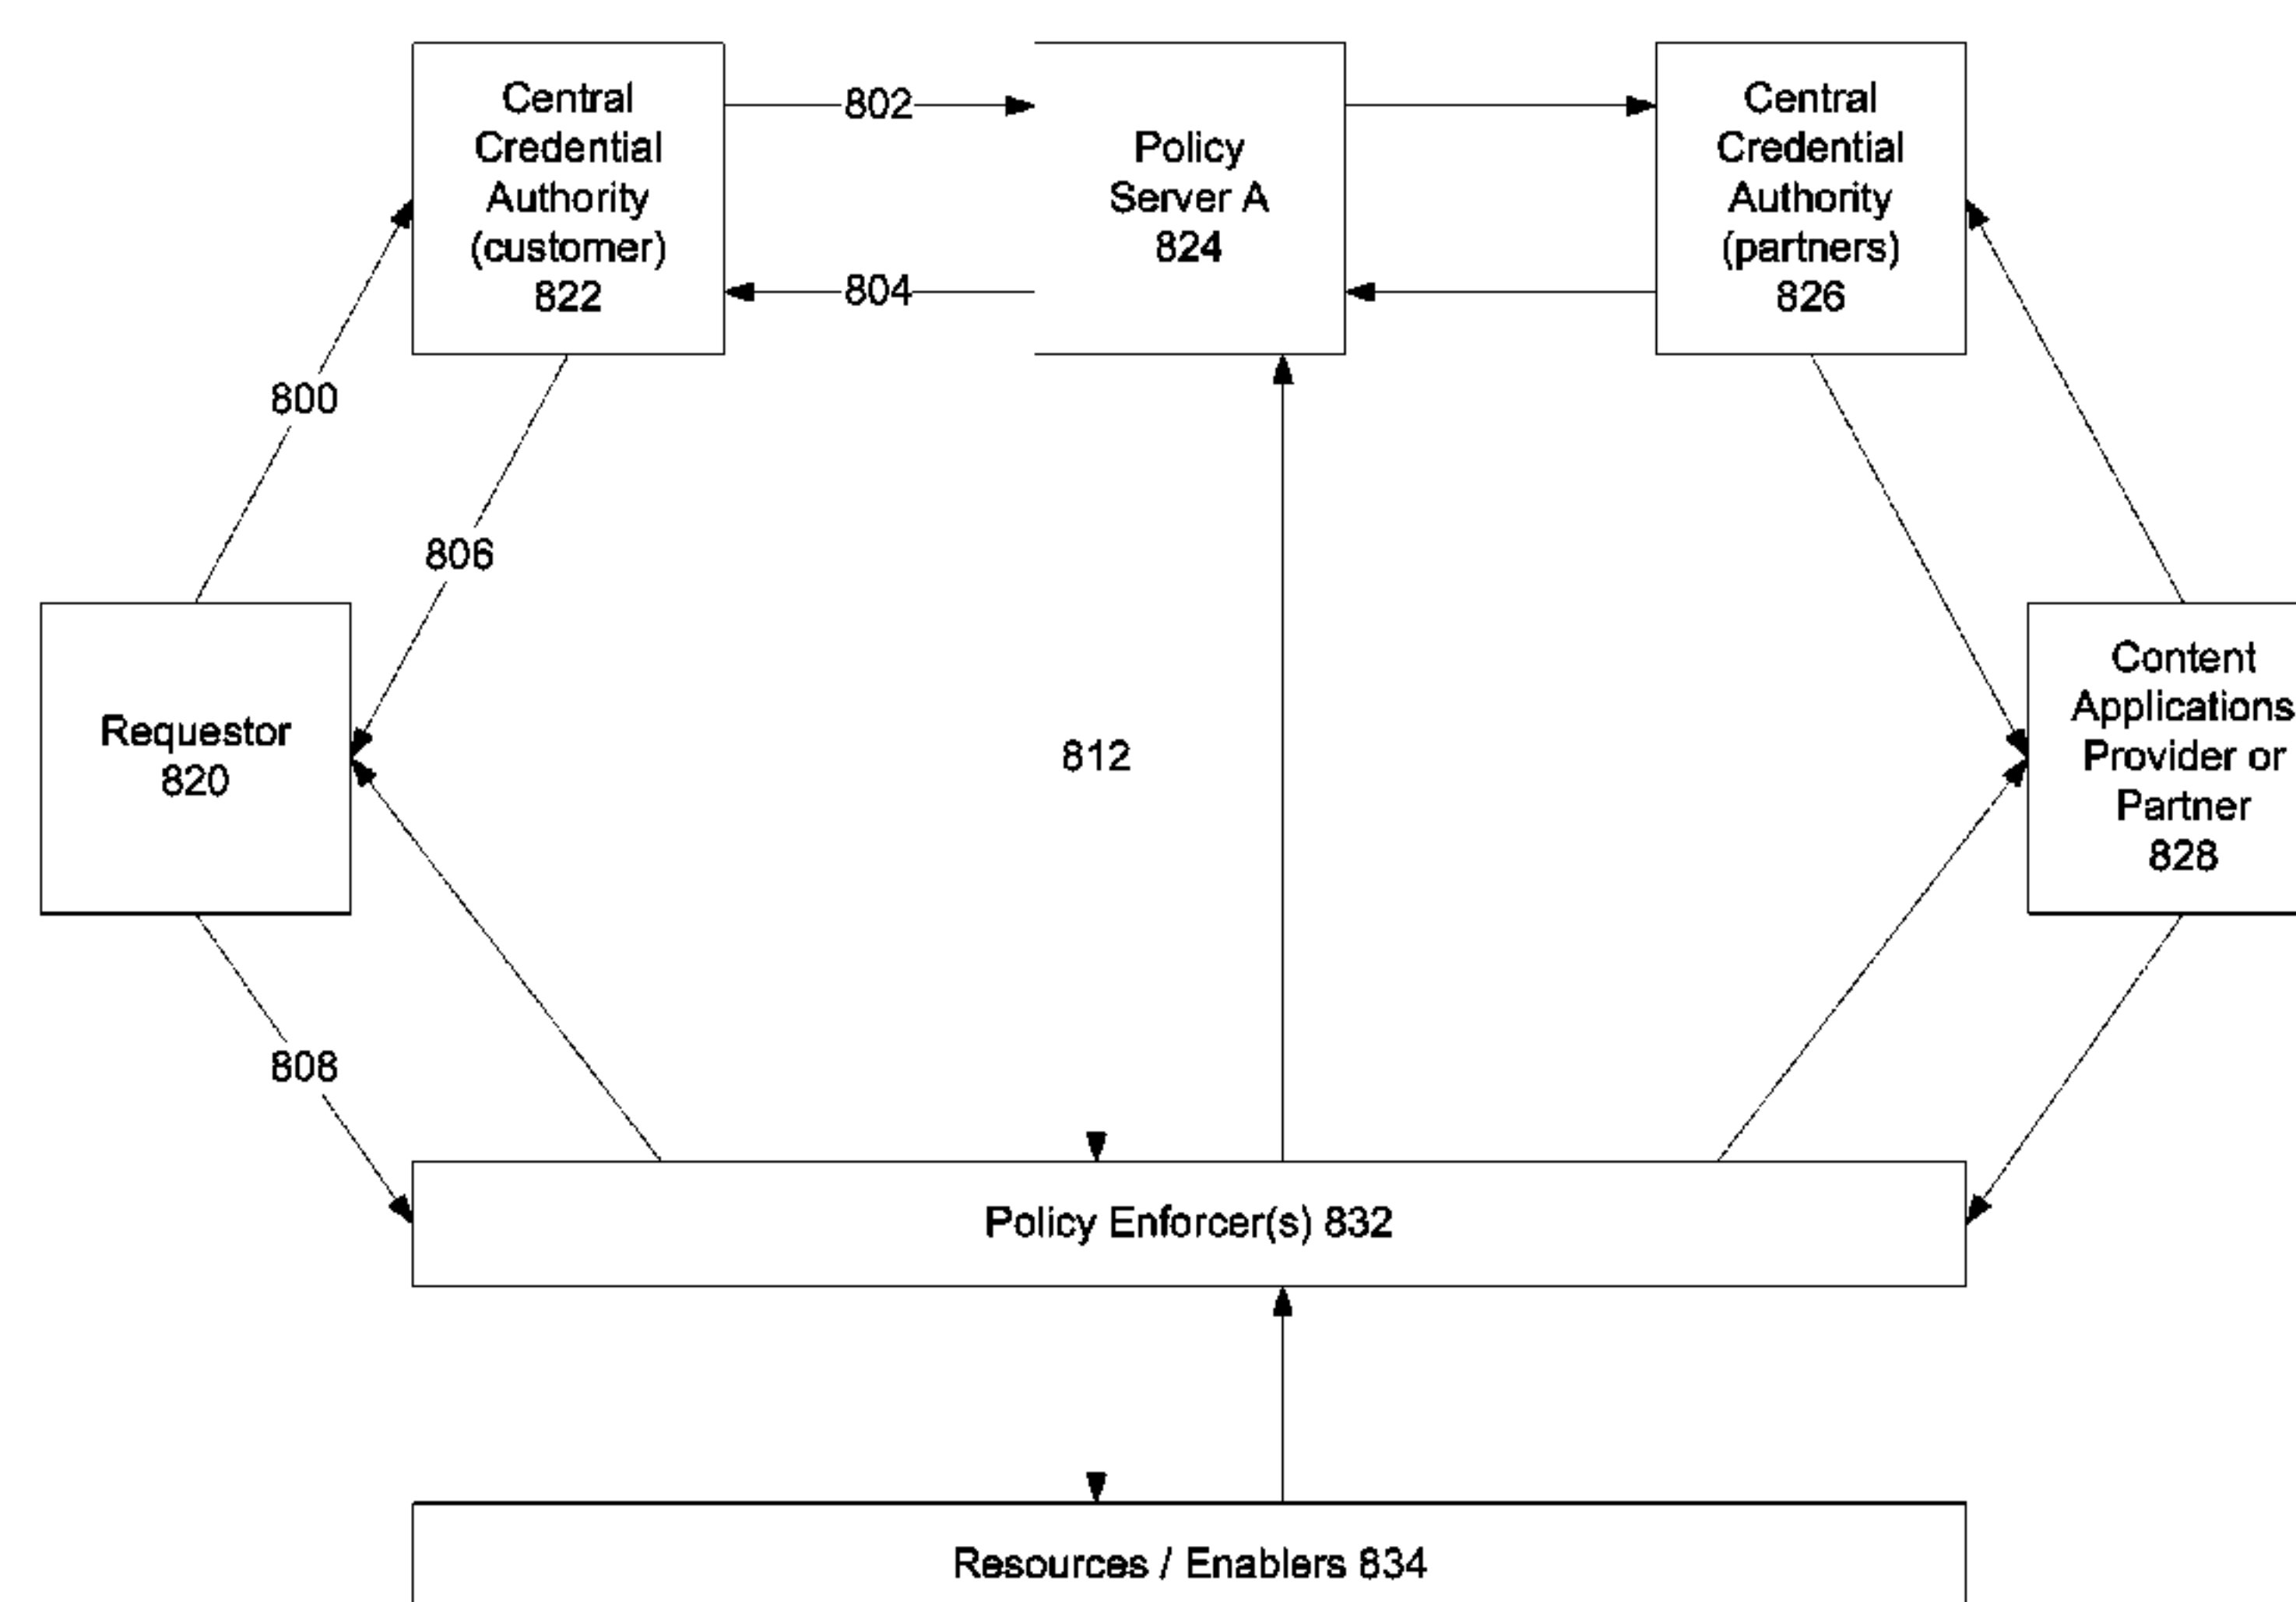 Central
Credential
Authority
(customer)
822
802
804
Policy
Server A
824
Central
Credential
Authority
(partners)
826
800
806
Requestor
820
812
Content
Applications
Provider or
Partner
828
808
Policy Enforcer(s) 832
Resources / Enablers 834